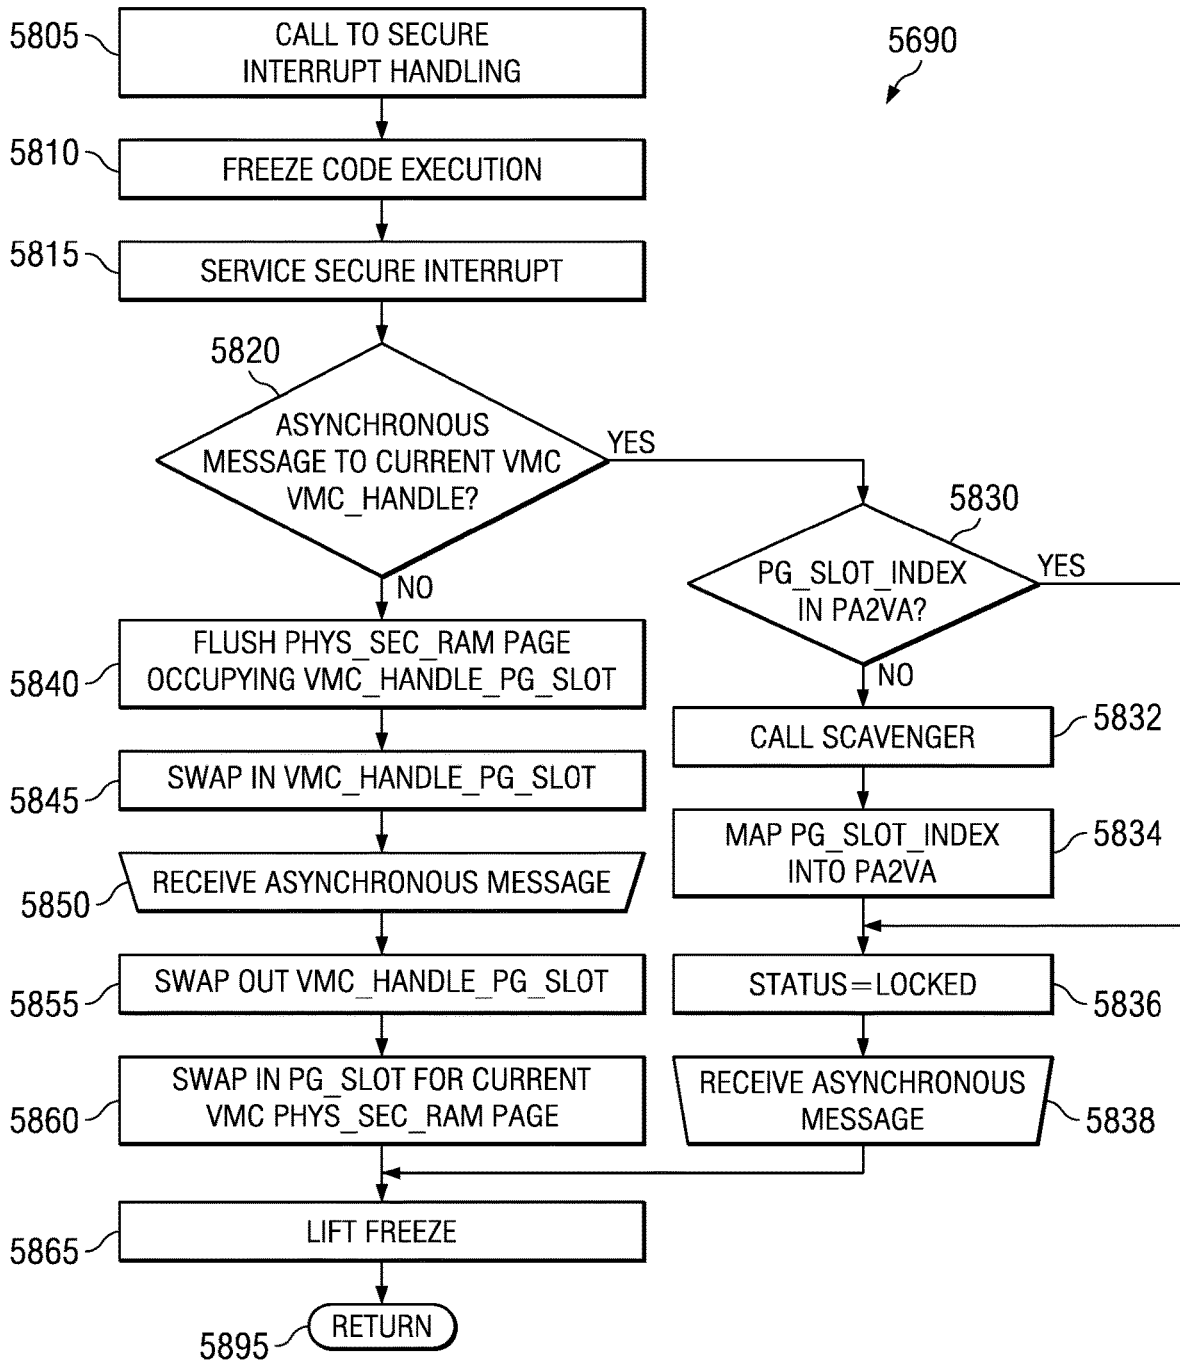 5805
CALL TO SECURE
INTERRUPT HANDLING
5690
5810
FREEZE CODE EXECUTION
5815
SERVICE SECURE INTERRUPT
5820
ASYNCHRONOUS
MESSAGE TO CURRENT VMC
VMC_HANDLE?
YES
NO
5830
PG_SLOT_INDEX
IN PA2VA?
YES
NO
5840
FLUSH PHYS_SEC_RAM PAGE
OCCUPYING VMC_HANDLE_PG_SLOT
CALL SCAVENGER
5832
5845
SWAP IN VMC_HANDLE_PG_SLOT
MAP PG_SLOT_INDEX
INTO PA2VA
5834
5850
RECEIVE ASYNCHRONOUS MESSAGE
5855
SWAP OUT VMC_HANDLE_PG_SLOT
STATUS=LOCKED
5836
5860
SWAP IN PG_SLOT FOR CURRENT
VMC PHYS_SEC_RAM PAGE
RECEIVE ASYNCHRONOUS
MESSAGE
5838
5865
LIFT FREEZE
5895
RETURN